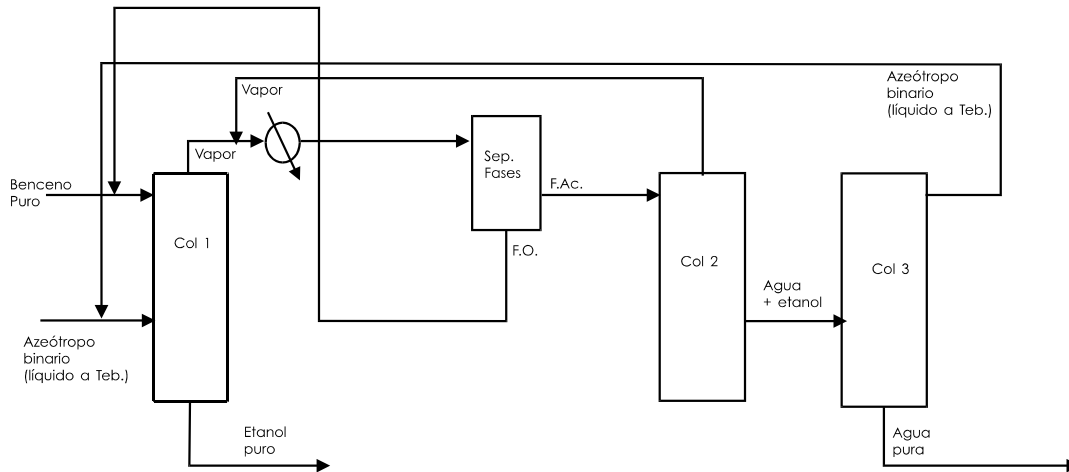 Azeótropo
binario
(líquido a Teb.)
Vapor
Vapor
Sep.
Fases
Benceno
Puro
F.Ac.
Col 1
F.O.
Col 2
Col 3
Agua
+ etanol
Azeótropo
binario
(líquido a Teb.)
Etanol
puro
Agua
pura